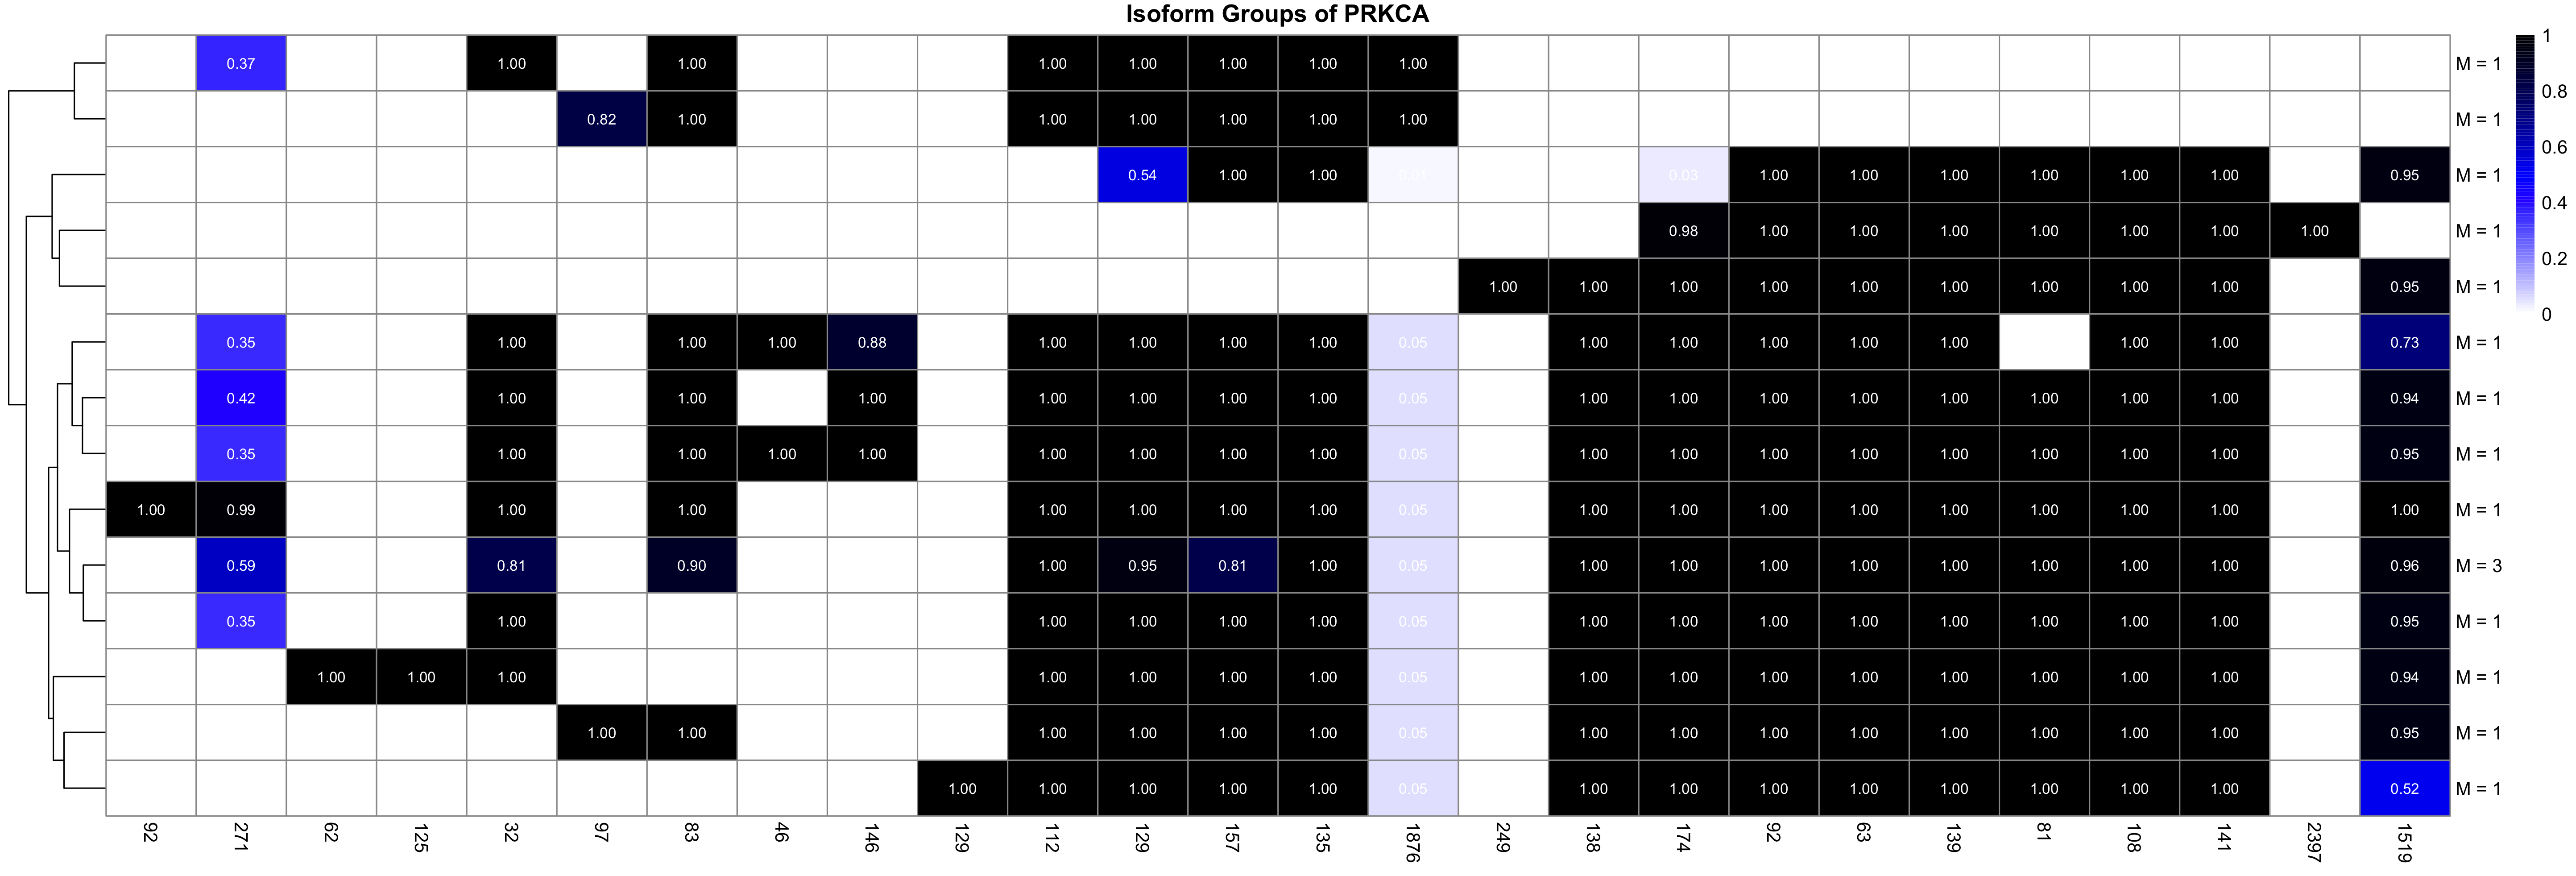 Isoform Groups of PRKCA
0.37 1.00 1.00 1.00 1.00 1.00 1.00 1.00 M = 1
0.82 1.00 1.00 1.00 1.00 1.00 1.00 M = 1
0.54 1.00 1.00 0.01 0.03 1.00 1.00 1.00 1.00 1.00 1.00 0.95 M = 1
0.98 1.00 1.00 1.00 1.00 1.00 1.00 1.00 M = 1
1.00 1.00 1.00 1.00 1.00 1.00 1.00 1.00 1.00 0.95 M = 1
0.35 1.00 1.00 1.00 0.88 1.00 1.00 1.00 1.00 0.05 1.00 1.00 1.00 1.00 1.00 1.00 1.00 0.73 M = 1
0.42 1.00 1.00 1.00 1.00 1.00 1.00 1.00 0.05 1.00 1.00 1.00 1.00 1.00 1.00 1.00 1.00 0.94 M = 1
0.35 1.00 1.00 1.00 1.00 1.00 1.00 1.00 1.00 0.05 1.00 1.00 1.00 1.00 1.00 1.00 1.00 1.00 0.95 M = 1
1.00 0.99 1.00 1.00 1.00 1.00 1.00 1.00 0.05 1.00 1.00 1.00 1.00 1.00 1.00 1.00 1.00 1.00 M = 1
0.59 0.81 0.90 1.00 0.95 0.81 1.00 0.05 1.00 1.00 1.00 1.00 1.00 1.00 1.00 1.00 0.96 M = 3
0.35 1.00 1.00 1.00 1.00 1.00 0.05 1.00 1.00 1.00 1.00 1.00 1.00 1.00 1.00 0.95 M = 1
1.00 1.00 1.00 1.00 1.00 1.00 1.00 0.05 1.00 1.00 1.00 1.00 1.00 1.00 1.00 1.00 0.94 M = 1
1.00 1.00 1.00 1.00 1.00 1.00 0.05 1.00 1.00 1.00 1.00 1.00 1.00 1.00 1.00 0.95 M = 1
1.00 1.00 1.00 1.00 1.00 0.05 1.00 1.00 1.00 1.00 1.00 1.00 1.00 1.00 0.52 M = 1
92 271 62 125 32 97 83 46 146 129 112 129 157 135 1876 249 138 174 92 63 139 81 108 141 2397 1519
1
0.8
0.6
0.4
0.2
0